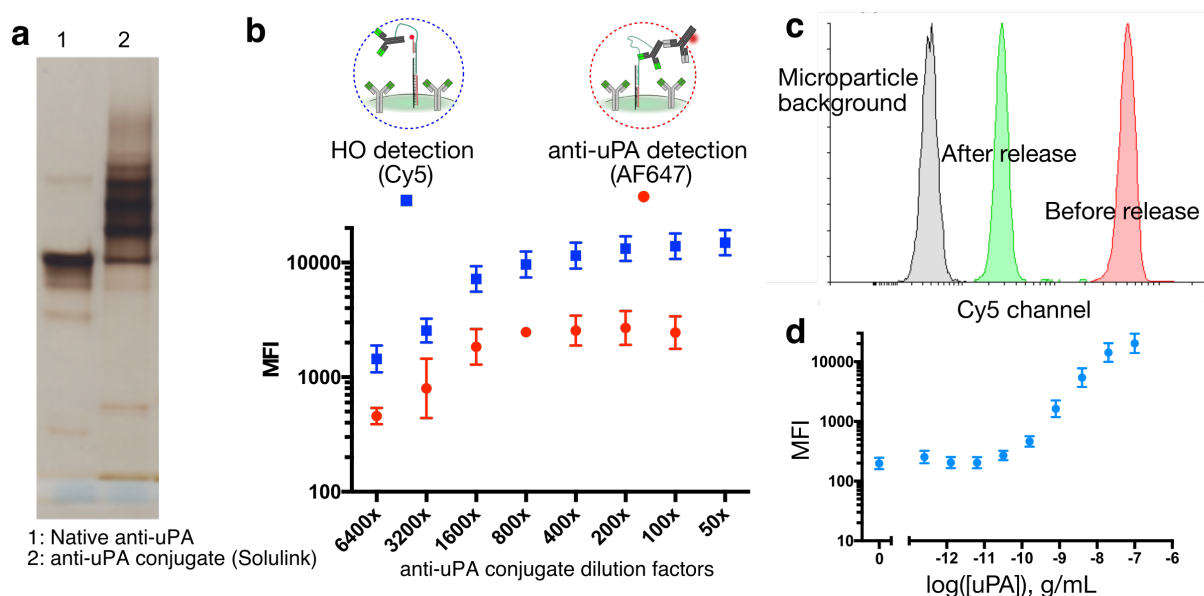 a
1 2
1: Native anti-uPA
2: anti-uPA conjugate (Solulink)
b
HO detection
(Cy5)
anti-uPA detection
(AF647)
MFI
10000
1000
100
6400x
3200x
1600x
800x
400x
200x
100x
50x
anti-uPA conjugate dilution factors
c
Microparticle
background
After release
Before release
Cy5 channel
d
MFI
10000
1000
100
10
0
-12
-11
-10
-9
-8
-7
-6
log([uPA]), g/mL